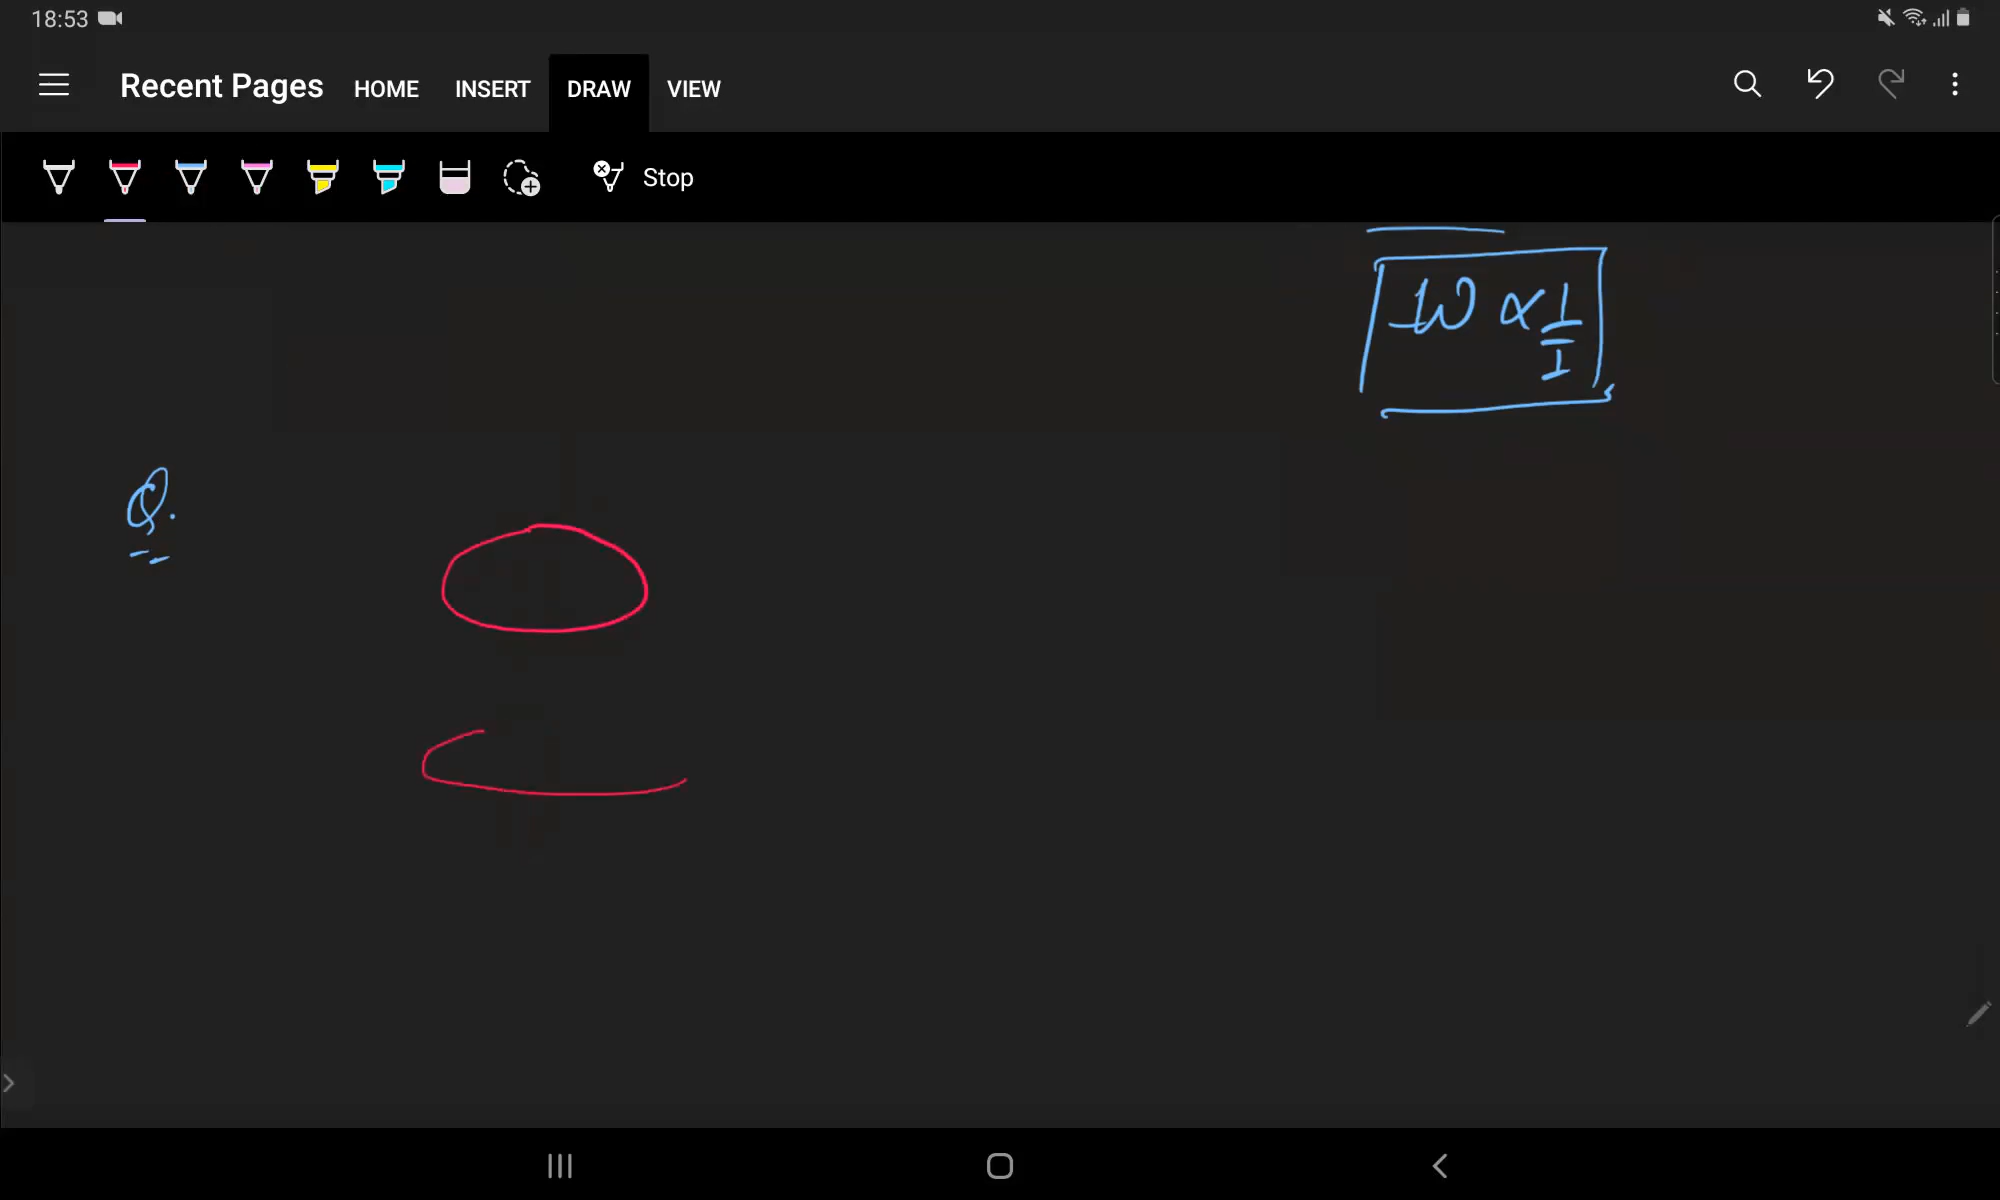 18:53
Recent Pages HOME INSERT DRAW VIEW
Stop
W ∝ 1/I
Q.